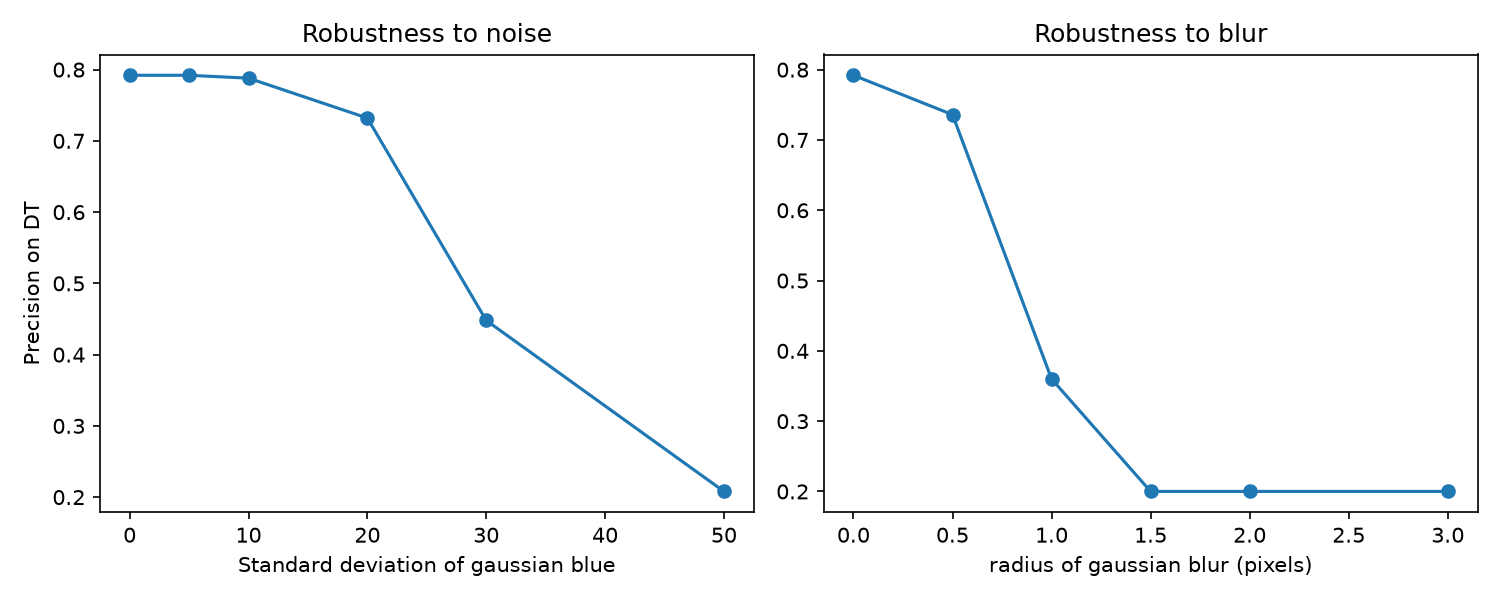 Robustness to noise
Precision on DT
0.8
0.7
0.6
0.5
0.4
0.3
0.2
0 10 20 30 40 50
Standard deviation of gaussian blue
Robustness to blur
0.8
0.7
0.6
0.5
0.4
0.3
0.2
0.0 0.5 1.0 1.5 2.0 2.5 3.0
radius of gaussian blur (pixels)